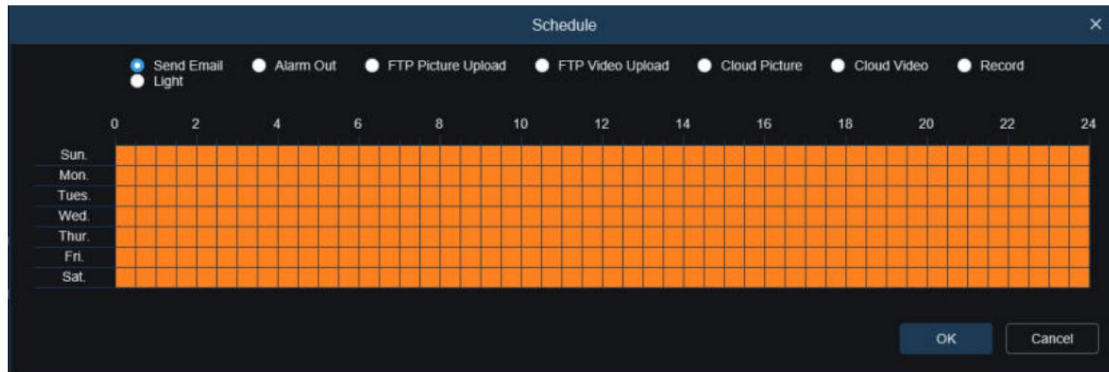 Schedule ×
Send Email Alarm Out FTP Picture Upload FTP Video Upload Cloud Picture Cloud Video Record
Light
0 2 4 6 8 10 12 14 16 18 20 22 24
Sun.
Mon.
Tues.
Wed.
Thur.
Fri.
Sat.
OK Cancel